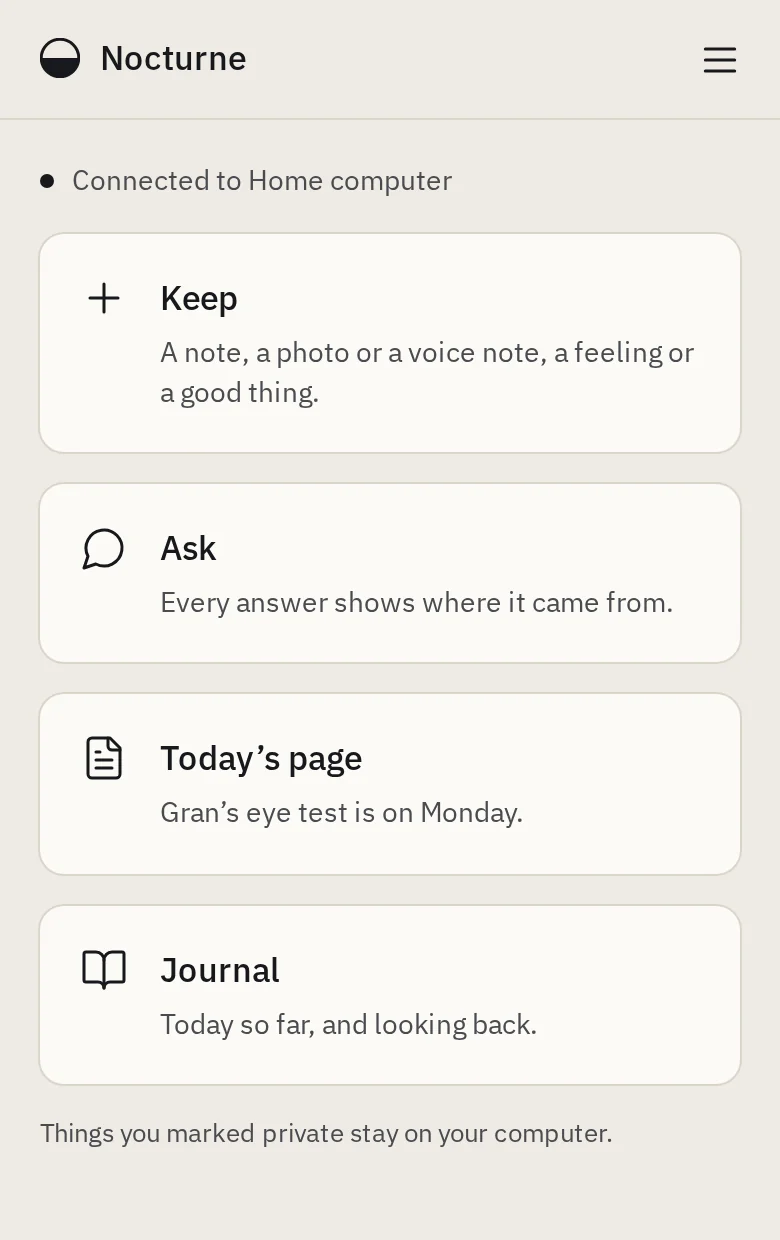 Nocturne
Connected to Home computer
Keep
A note, a photo or a voice note, a feeling or
a good thing.
Ask
Every answer shows where it came from.
Today’s page
Gran’s eye test is on Monday.
Journal
Today so far, and looking back.
Things you marked private stay on your computer.